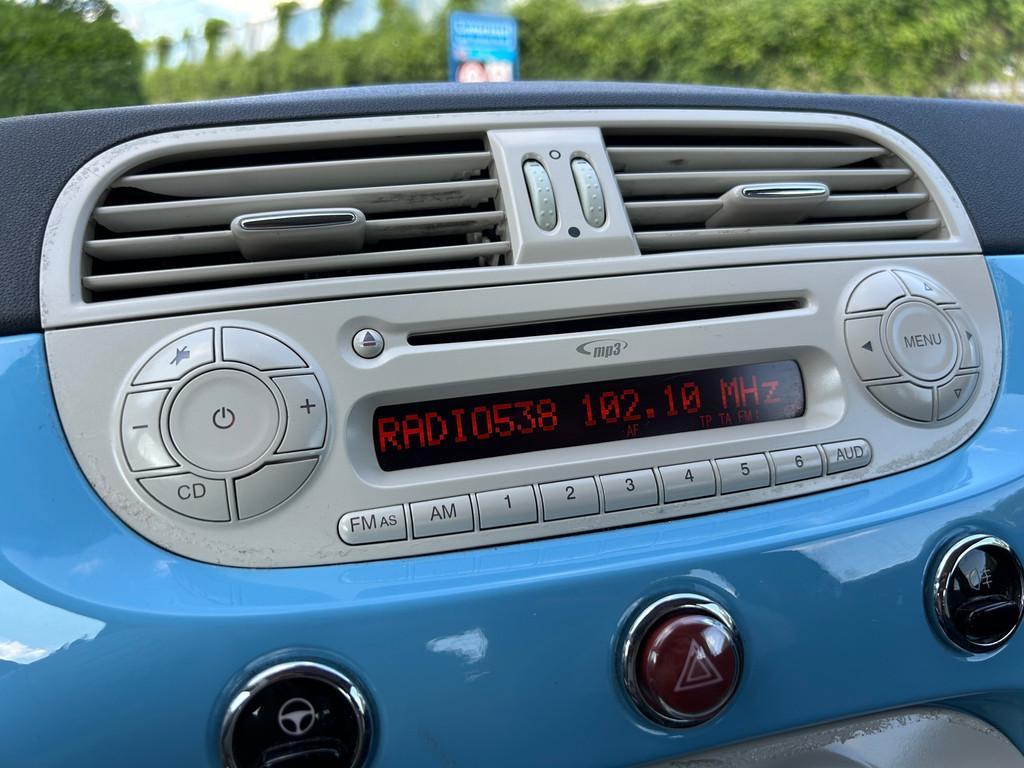 mp3
MENU
RADIO538 102.10 MHz
AF TP TA FM1
+
-
CD
FM AS AM 1 2 3 4 5 6 AUD